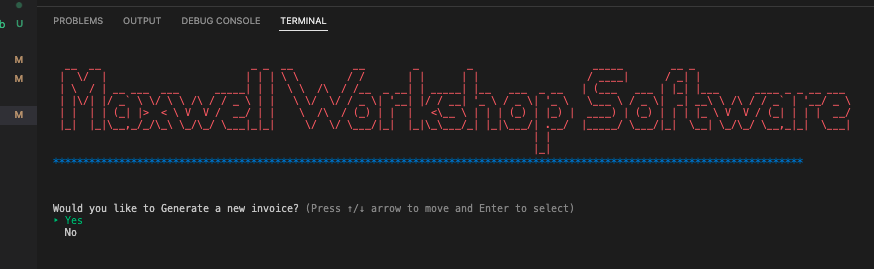 PROBLEMS OUTPUT DEBUG CONSOLE TERMINAL
b U
M
M
M
Maxwell Workshop Software
****************************************************************************************************************************
Would you like to Generate a new invoice? (Press ↑/↓ arrow to move and Enter to select)
‣ Yes
No